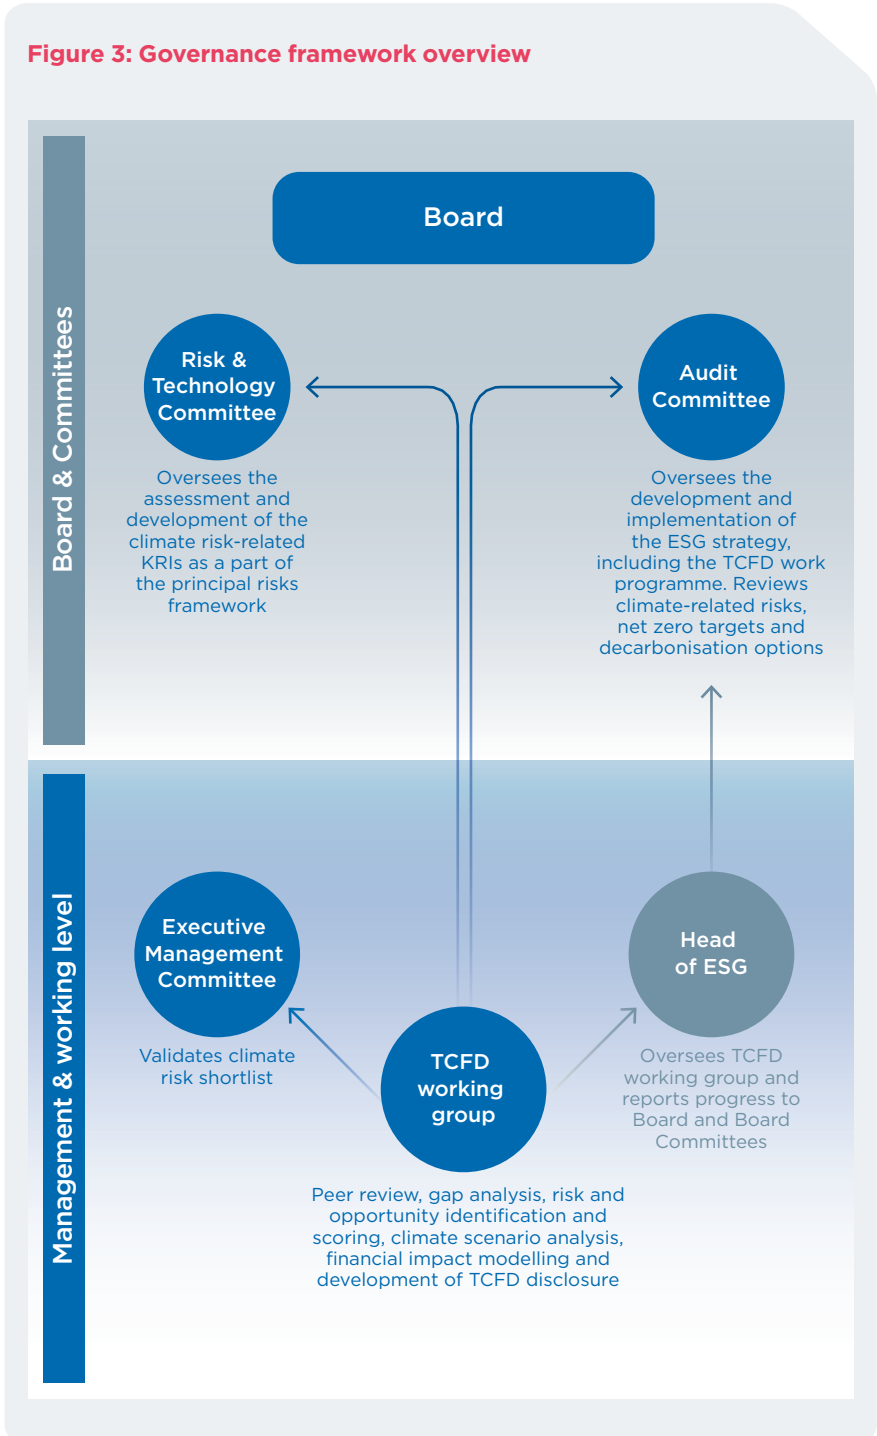 Figure 3: Governance framework overview
Board & Committees
Board
Risk &
Technology
Committee
Oversees the
assessment and
development of the
climate risk-related
KRIs as a part of
the principal risks
framework
Audit
Committee
Oversees the
development and
implementation of
the ESG strategy,
including the TCFD work
programme. Reviews
climate-related risks,
net zero targets and
decarbonisation options
Management & working level
Executive
Management
Committee
Validates climate
risk shortlist
TCFD
working
group
Peer review, gap analysis, risk and
opportunity identification and
scoring, climate scenario analysis,
financial impact modelling and
development of TCFD disclosure
Head
of ESG
Oversees TCFD
working group and
reports progress to
Board and Board
Committees